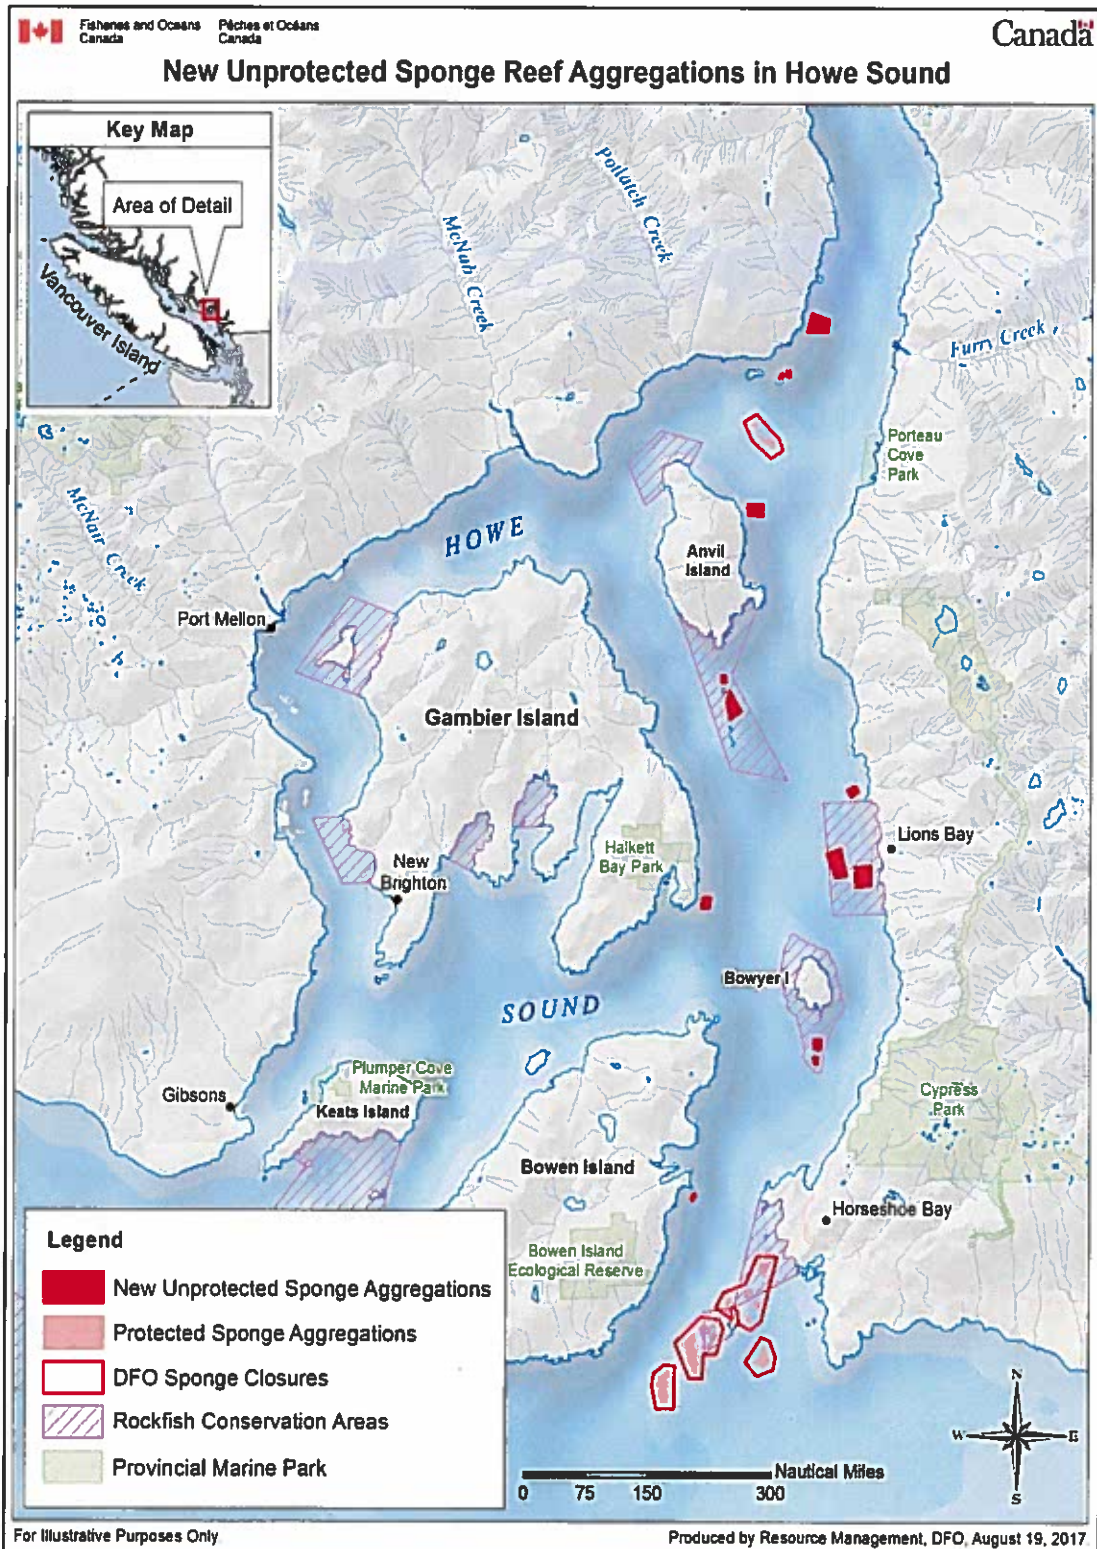 Fisheries and Oceans
Canada
Pêches et Océans
Canada
Canada
New Unprotected Sponge Reef Aggregations in Howe Sound
Key Map
Area of Detail
Vancouver Island
Potlatch Creek
McNab Creek
Furry Creek
McNair Creek
Porteau
Cove
Park
HOWE
Anvil
Island
Port Mellon
Gambier Island
Lions Bay
Halkett
Bay Park
New
Brighton
Bowyer I
SOUND
Plumper Cove
Marine Park
Keats Island
Gibsons
Cypress
Park
Bowen Island
Horseshoe Bay
Bowen Island
Ecological Reserve
Legend
New Unprotected Sponge Aggregations
Protected Sponge Aggregations
DFO Sponge Closures
Rockfish Conservation Areas
Provincial Marine Park
N
W
E
S
Nautical Miles
0 75 150 300
For Illustrative Purposes Only
Produced by Resource Management, DFO, August 19, 2017